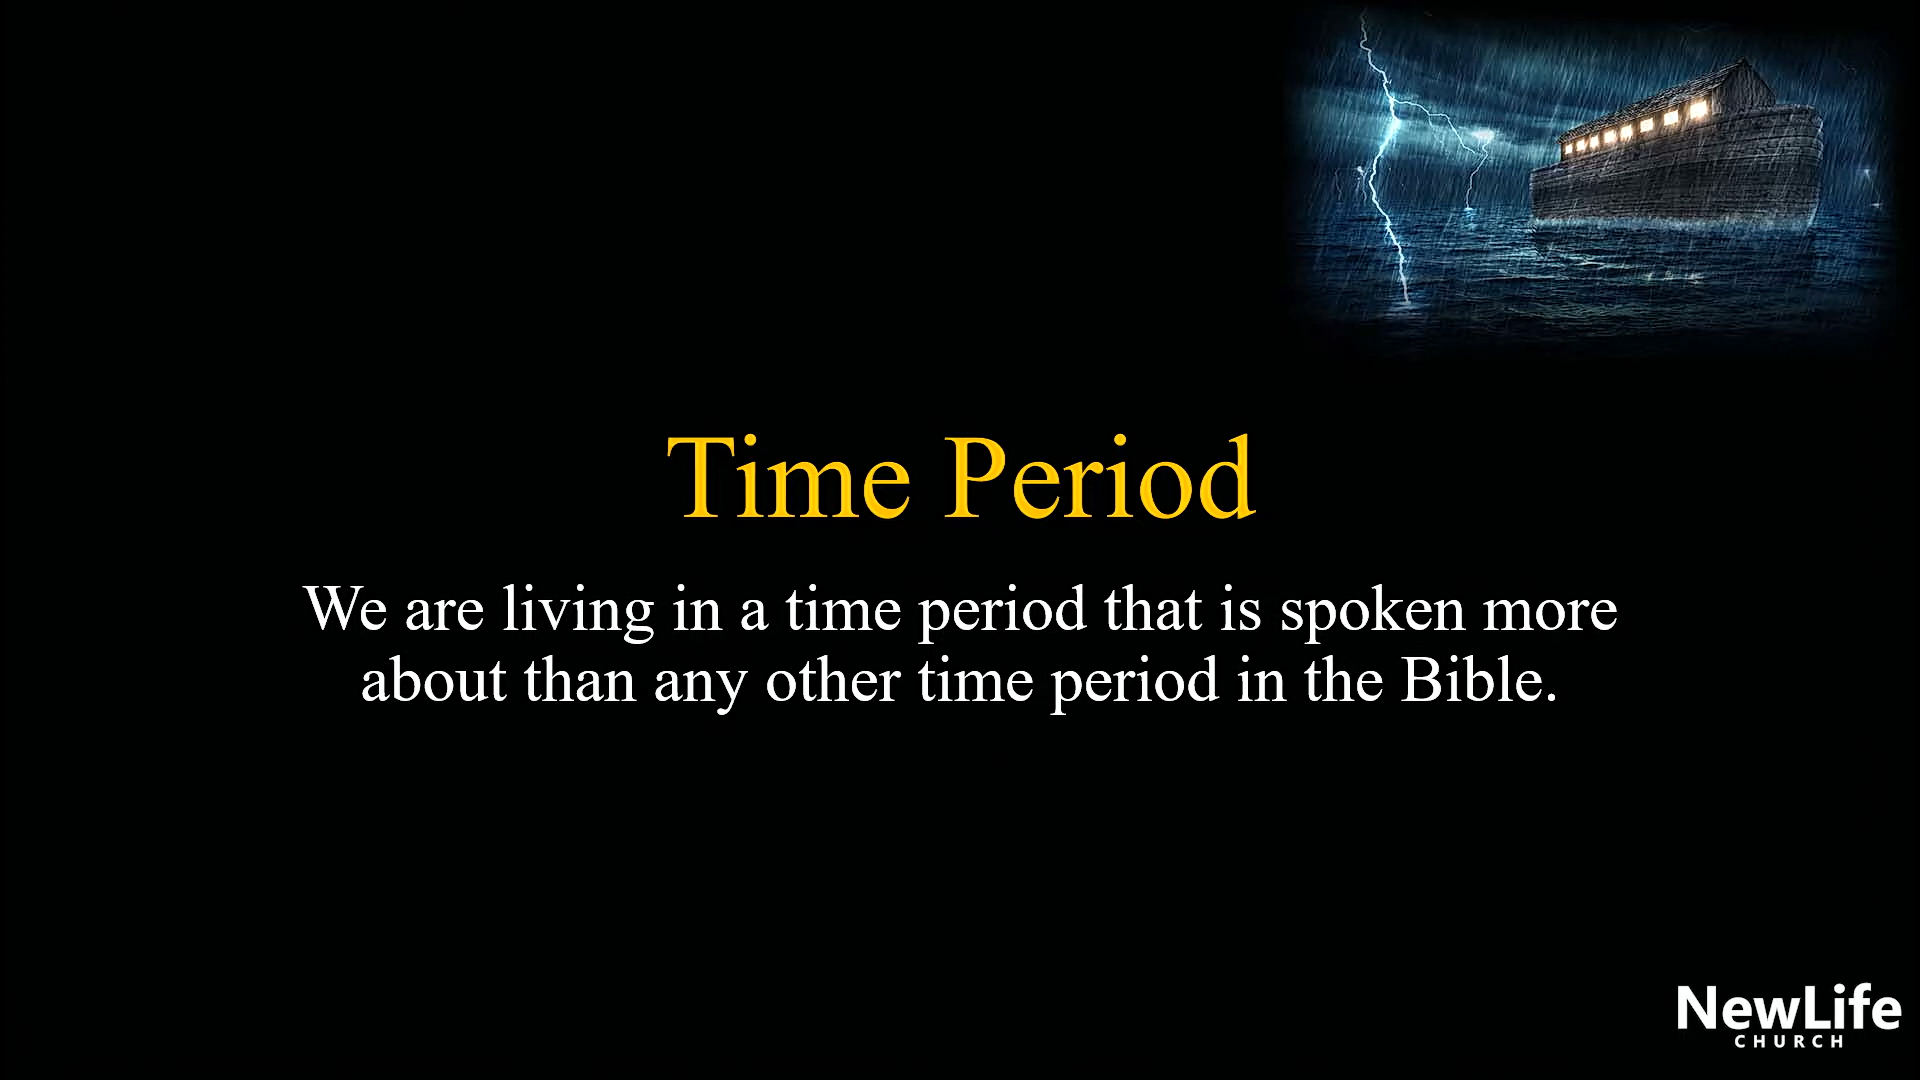 Time Period
We are living in a time period that is spoken more
about than any other time period in the Bible.
NewLife
CHURCH